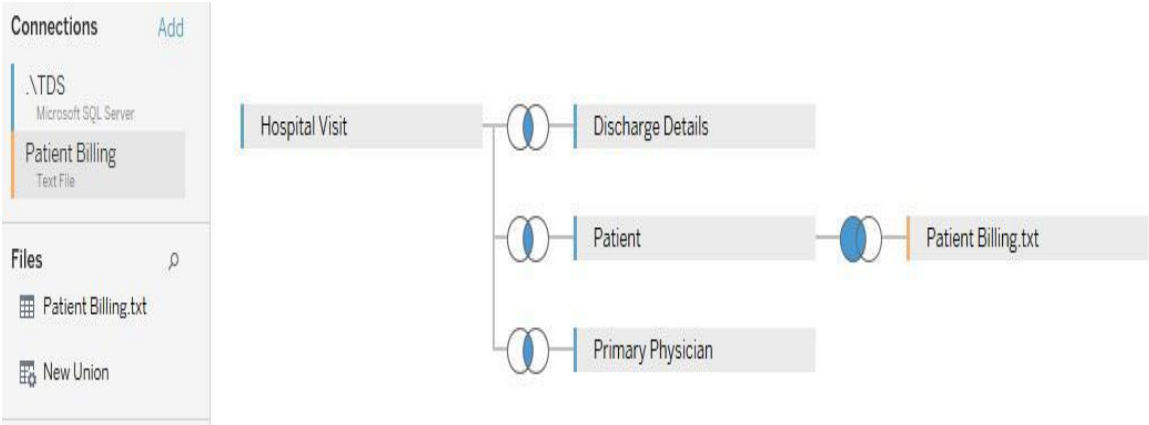 Connections Add
.\TDS
Microsoft SQL Server
Patient Billing
Text File
Files
Patient Billing.txt
New Union
Hospital Visit
Discharge Details
Patient
Patient Billing.txt
Primary Physician